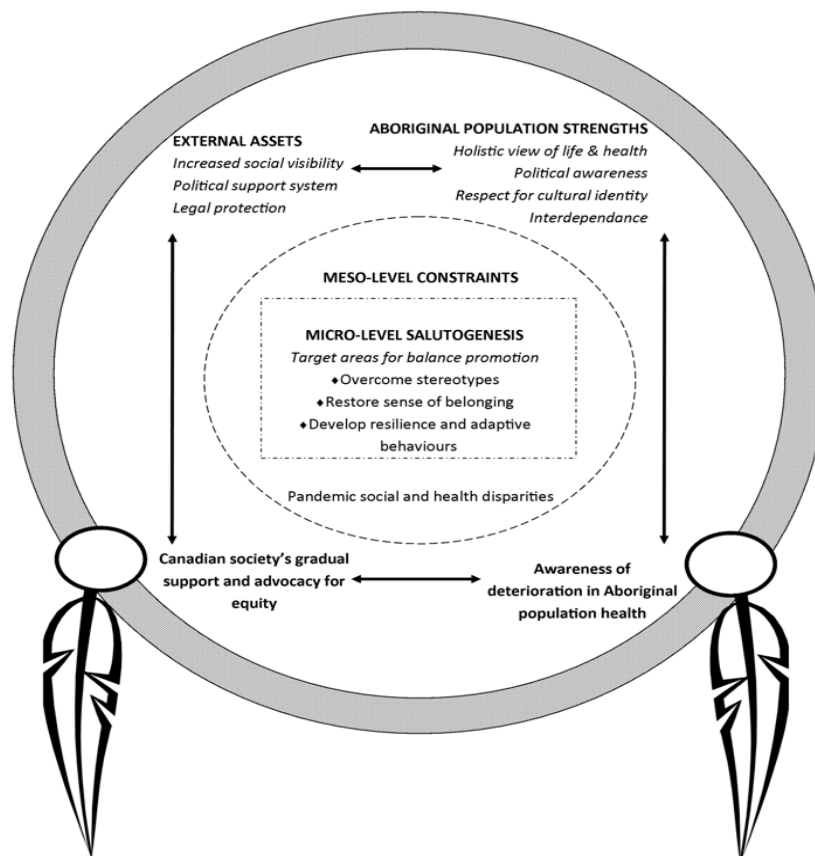 EXTERNAL ASSETS
Increased social visibility
Political support system
Legal protection
ABORIGINAL POPULATION STRENGTHS
Holistic view of life & health
Political awareness
Respect for cultural identity
Interdependance
MESO-LEVEL CONSTRAINTS
MICRO-LEVEL SALUTOGENESIS
Target areas for balance promotion
◆Overcome stereotypes
◆Restore sense of belonging
◆Develop resilience and adaptive
behaviours
Pandemic social and health disparities
Canadian society’s gradual
support and advocacy for
equity
Awareness of
deterioration in Aboriginal
population health